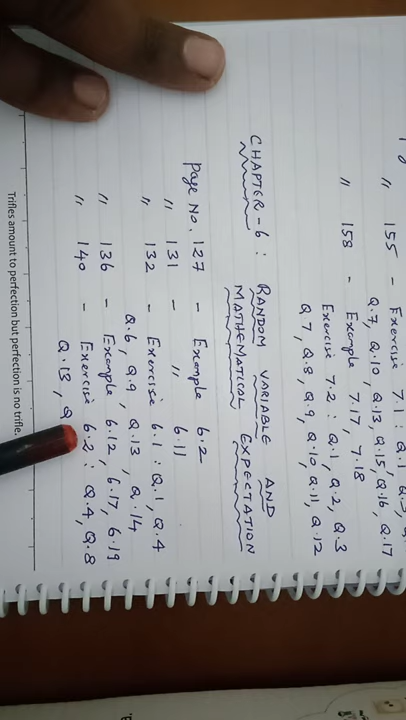 " 155 - Exercise 7.1 : Q.1
Q.7, Q.10, Q.13, Q.15, Q.16, Q.17
" 158 - Example 7.17, 7.18
Exercise 7.2 : Q.1, Q.2, Q.3
Q.7, Q.8, Q.9, Q.10, Q.11, Q.12
CHAPTER-6 : RANDOM VARIABLE AND
MATHEMATICAL EXPECTATION
Page No. 127 - Example 6.2
" 131 - " 6.11
" 132 - Exercise 6.1 : Q.1, Q.4
Q.6, Q.9, Q.13, Q.14
" 136 - Example 6.12, 6.17, 6.19
" 140 - Exercise 6.2 : Q.4, Q.8
Q.13, Q
Trifles amount to perfection but perfection is no trifle.